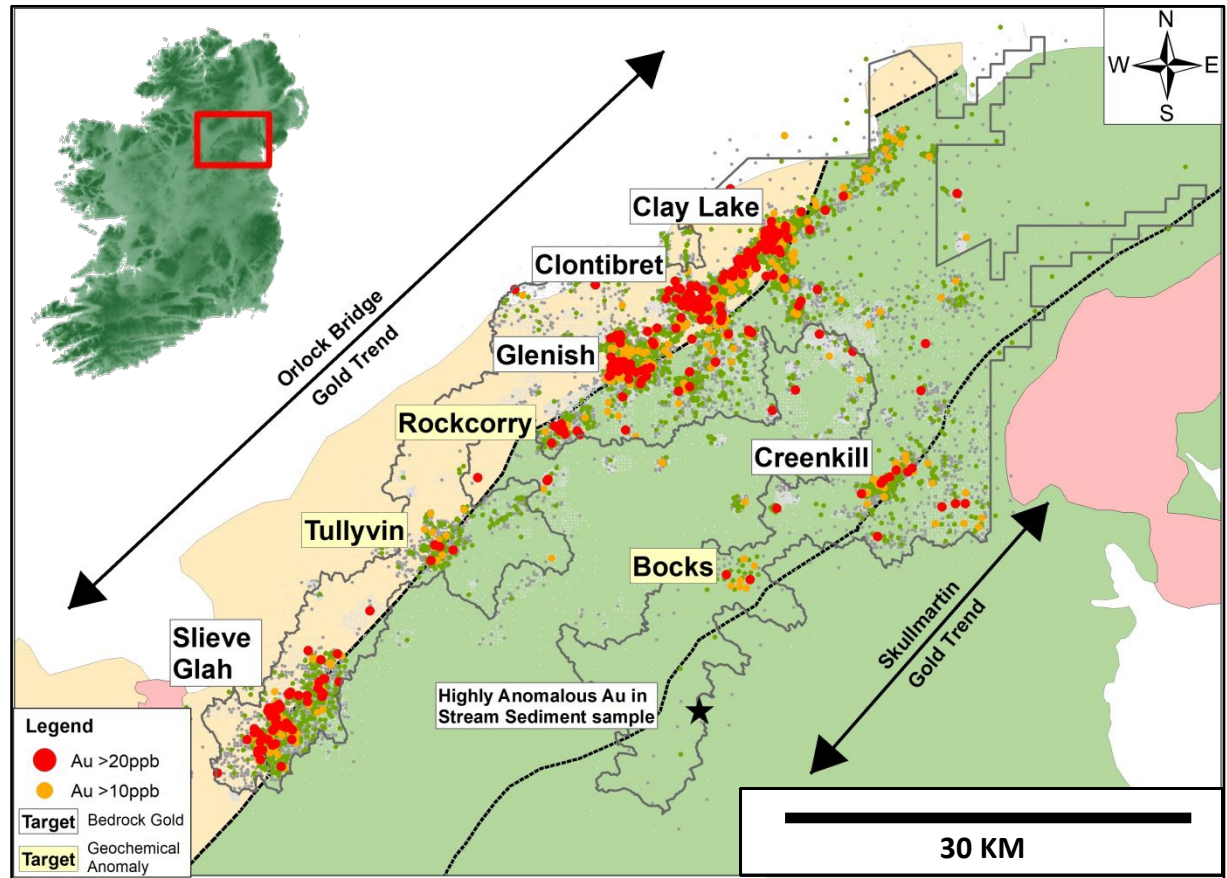 N
W E
S
Orlock Bridge
Gold Trend
Clay Lake
Clontibret
Glenish
Rockcorry
Creenkill
Tullyvin
Bocks
Slieve
Glah
Skullmartin
Gold Trend
Highly Anomalous Au in
Stream Sediment sample
Legend
Au >20ppb
Au >10ppb
Target Bedrock Gold
Target Geochemical
Anomaly
30 KM